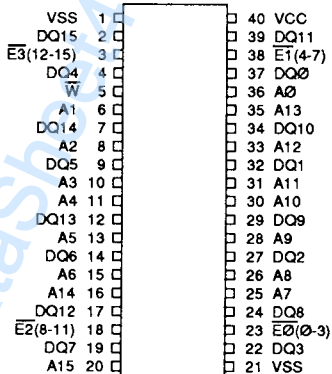 VSS 1 40 VCC
DQ15 2 39 DQ11
E̅3̅(12-15) 3 38 E̅1̅(4-7)
DQ4 4 37 DQØ
W̅ 5 36 AØ
A1 6 35 A13
DQ14 7 34 DQ10
A2 8 33 A12
DQ5 9 32 DQ1
A3 10 31 A11
A4 11 30 A10
DQ13 12 29 DQ9
A5 13 28 A9
DQ6 14 27 DQ2
A6 15 26 A8
A14 16 25 A7
DQ12 17 24 DQ8
E̅2̅(8-11) 18 23 E̅Ø̅(Ø-3)
DQ7 19 22 DQ3
A15 20 21 VSS